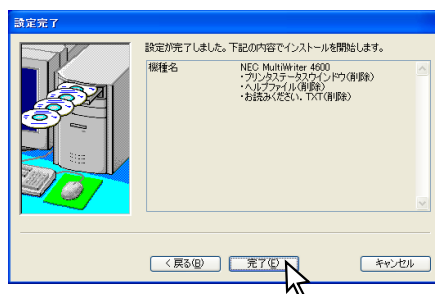 設定完了
設定が完了しました。下記の内容でインストールを開始します。
機種名 NEC MultiWriter 4600
・プリンタステータスウインドウ(削除)
・ヘルプファイル(削除)
・お読みください.TXT(削除)
< 戻る(B) 完了(E) キャンセル